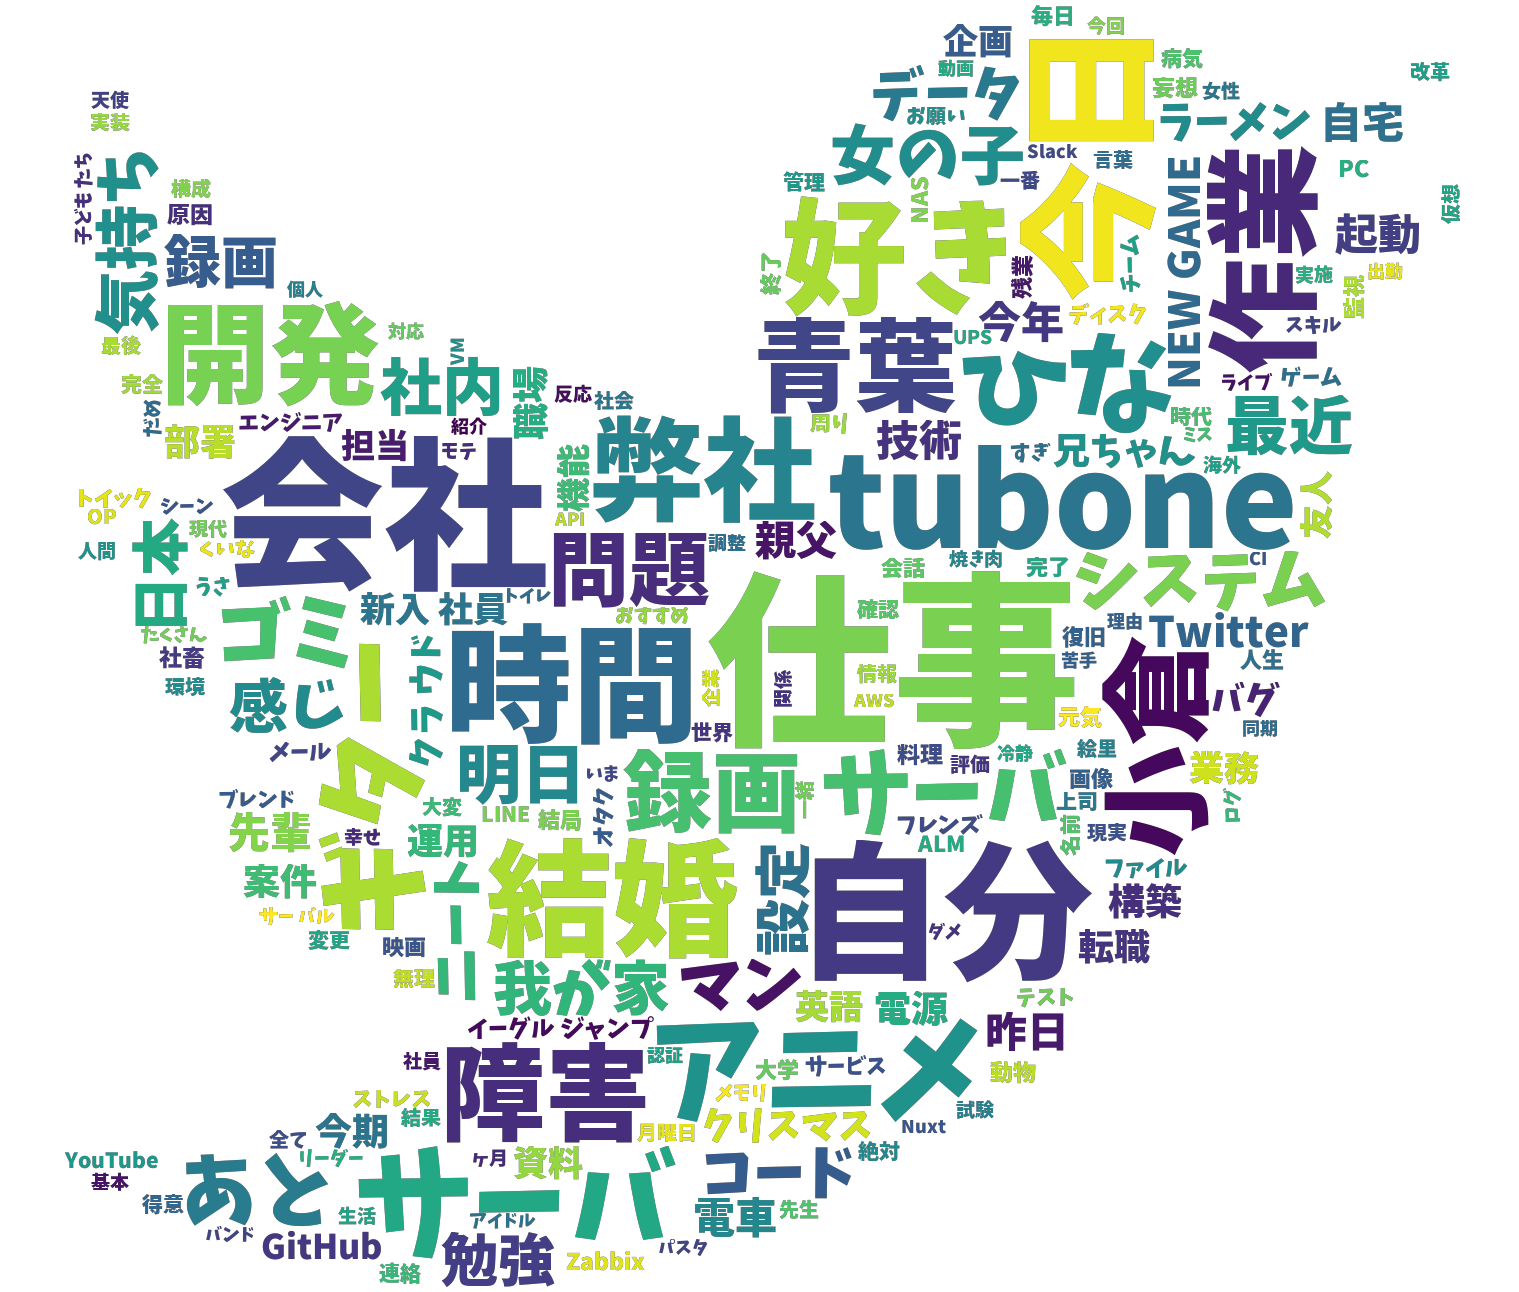 毎日
今回
企画
今日
病気
改革
動画
データ
妄想
女性
天使
お願い
ラーメン
自宅
実装
女の子
Slack
言葉
子どもたち
気持ち
構成
管理
NAS
一番
NEW GAME
作業
PC
仮想
原因
好き
起動
録画
チーム
終了
残業
実施
出勤
個人
監視
開発
今年
ディスク
対応
青葉
UPS
スキル
最後
VM
ひな
完全
社内
職場
反応
社会
ライブ
ゲーム
だめ
エンジニア
紹介
周り
時代
最近
部署
担当
モテ
弊社
技術
すぎ
兄ちゃん
ミス
会社
機能
tubone
海外
トイック
シーン
友人
OP
API
現代
親父
人間
日本
くいな
問題
調整
会話
焼き肉
完了
CI
システム
うさ
ゴミ
新入 社員
トイレ
おすすめ
仕事
確認
たくさん
時間
理由
Twitter
社畜
クラウド
復旧
小倉
人生
環境
感じ
企業
関係
情報
苦手
バグ
AWS
元気
同期
ギター
メール
世界
明日
いま
録画
サーバ
料理
評価
冷静
絵里
業務
画像
ブレンド
大変
LINE
結局
オタク
一緒
上司
ログ
先輩
幸せ
運用
フレンズ
名前
現実
ALM
結婚
設定
自分
案件
ニート
ファイル
構築
サーバル
変更
映画
ダメ
転職
無理
我が家
マン
英語
電源
テスト
イーグル ジャンプ
アニメ
昨日
社員
障害
認証
大学
サービス
動物
ストレス
メモリ
結果
クリスマス
試験
全て
今期
月曜日
Nuxt
YouTube
リーダー
ヶ月
資料
コード
絶対
基本
あと
サーバ
得意
生活
アイドル
電車
先生
バンド
GitHub
勉強
Zabbix
パスタ
連絡